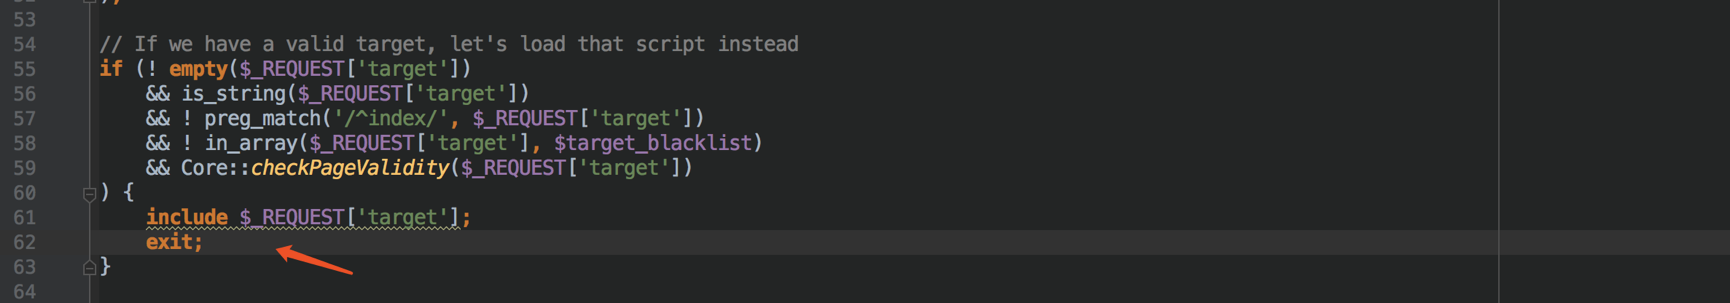 53
54 // If we have a valid target, let's load that script instead
55 if (! empty($_REQUEST['target'])
56 && is_string($_REQUEST['target'])
57 && ! preg_match('/^index/', $_REQUEST['target'])
58 && ! in_array($_REQUEST['target'], $target_blacklist)
59 && Core::checkPageValidity($_REQUEST['target'])
60 ) {
61 include $_REQUEST['target'];
62 exit;
63 }
64